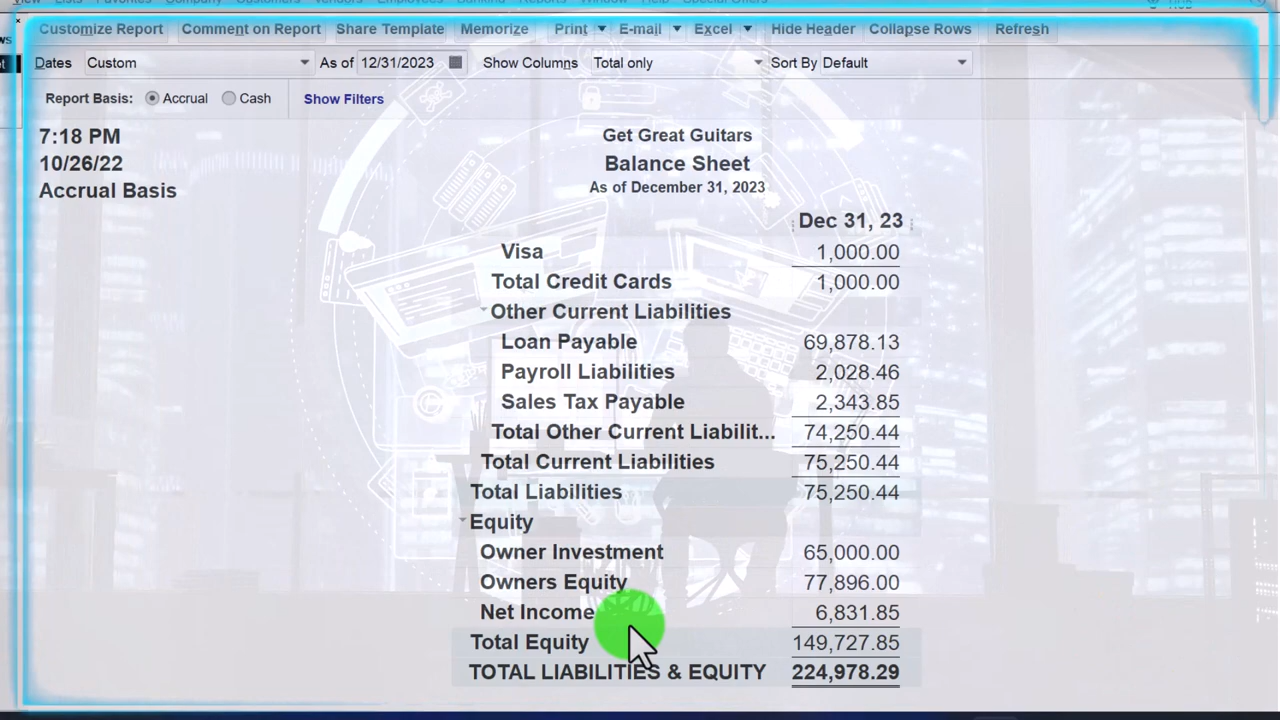 Customize Report Comment on Report Share Template Memorize Print E-mail Excel Hide Header Collapse Rows Refresh
Dates Custom As of 12/31/2023 Show Columns Total only Sort By Default
Report Basis: Accrual Cash Show Filters
7:18 PM Get Great Guitars
10/26/22 Balance Sheet
Accrual Basis As of December 31, 2023
Dec 31, 23
Visa 1,000.00
Total Credit Cards 1,000.00
Other Current Liabilities
Loan Payable 69,878.13
Payroll Liabilities 2,028.46
Sales Tax Payable 2,343.85
Total Other Current Liabilit... 74,250.44
Total Current Liabilities 75,250.44
Total Liabilities 75,250.44
Equity
Owner Investment 65,000.00
Owners Equity 77,896.00
Net Income 6,831.85
Total Equity 149,727.85
TOTAL LIABILITIES & EQUITY 224,978.29